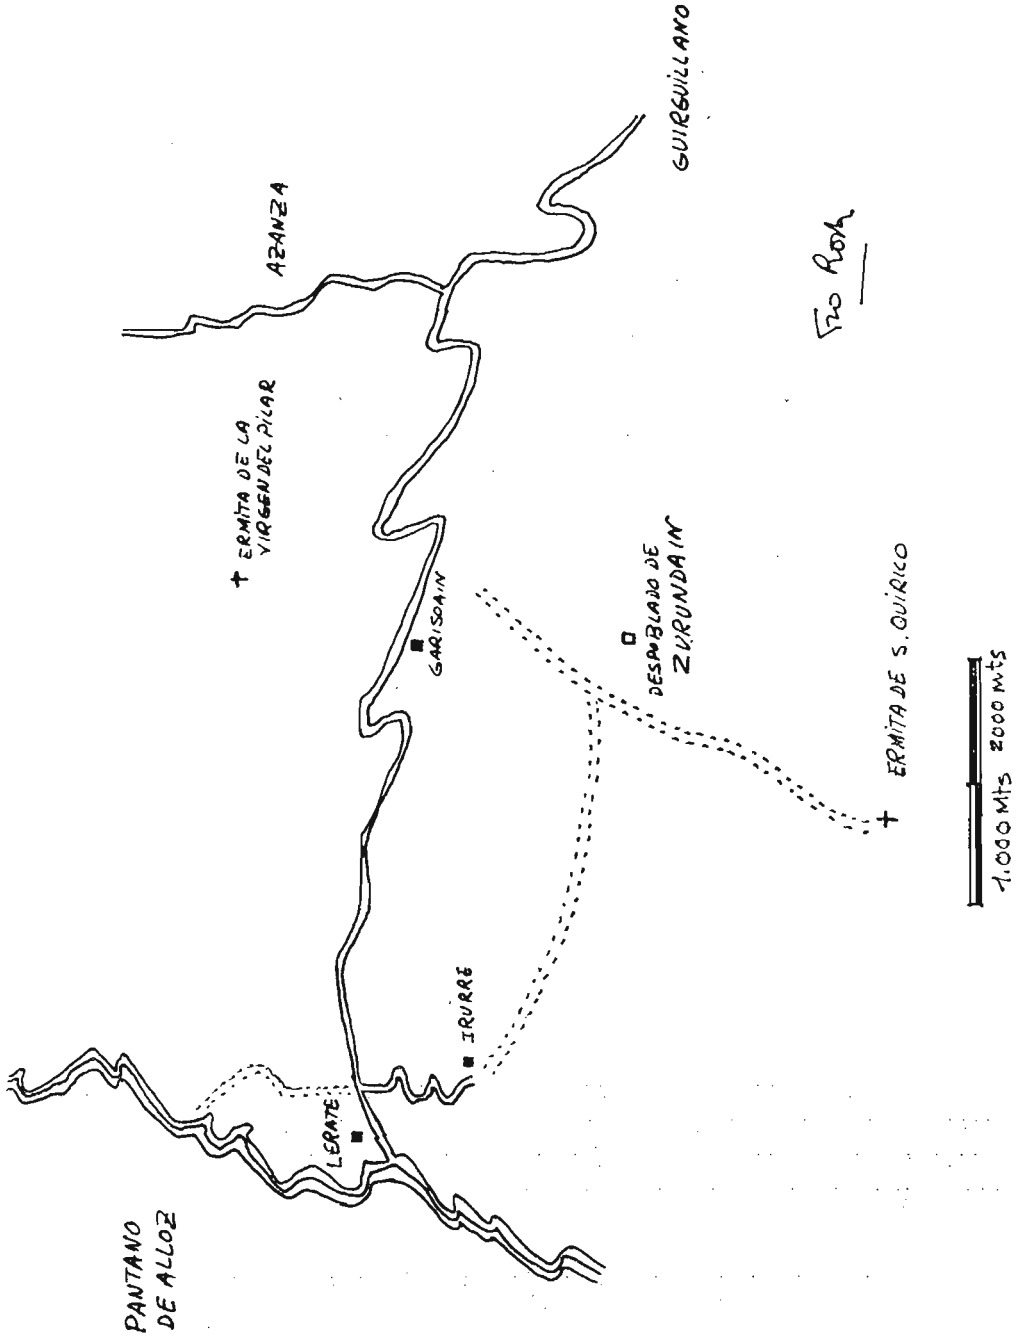 PANTANO
DE ALLOZ
LERATE
IRURRE
GARISOAIN
+ ERMITA DE LA
VIRGEN DEL PILAR
AZANZA
GUIRGUILLANO
DESPOBLADO DE
ZURUNDAIN
ERMITA DE S. QUIRICO
1.000 Mts 2000 mts